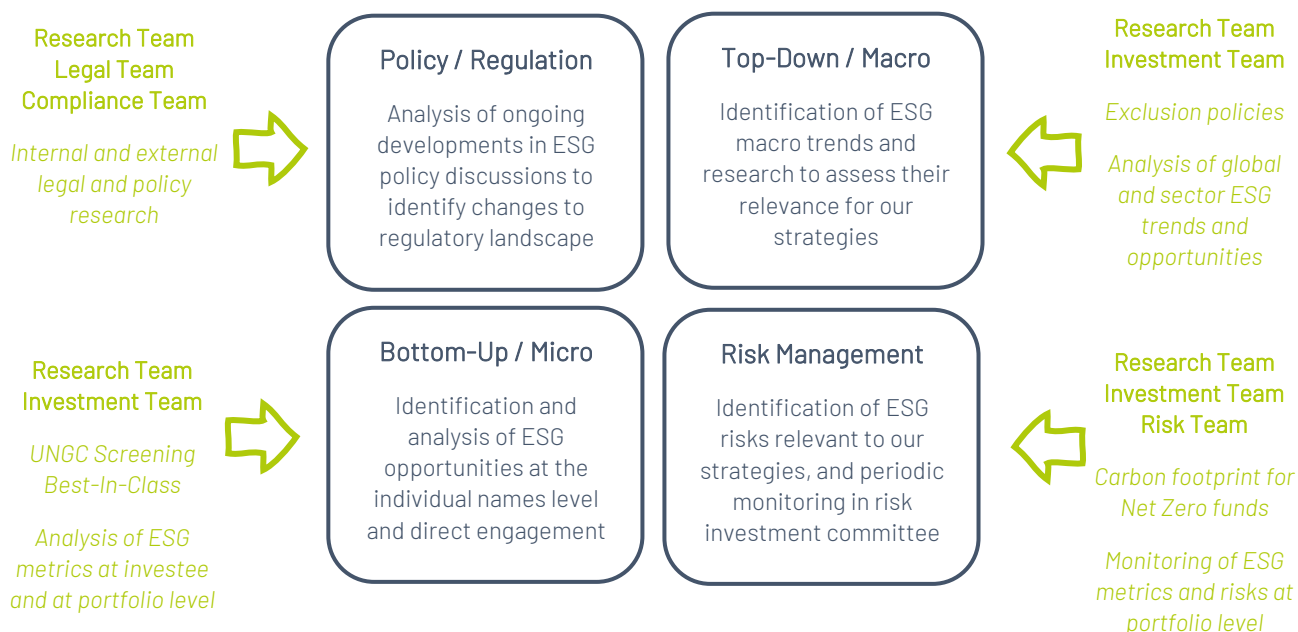 Research Team
Legal Team
Compliance Team
Internal and external
legal and policy
research
Policy / Regulation
Analysis of ongoing
developments in ESG
policy discussions to
identify changes to
regulatory landscape
Top-Down / Macro
Identification of ESG
macro trends and
research to assess their
relevance for our
strategies
Research Team
Investment Team
Exclusion policies
Analysis of global
and sector ESG
trends and
opportunities
Research Team
Investment Team
UNGC Screening
Best-In-Class
Analysis of ESG
metrics at investee
and at portfolio level
Bottom-Up / Micro
Identification and
analysis of ESG
opportunities at the
individual names level
and direct engagement
Risk Management
Identification of ESG
risks relevant to our
strategies, and periodic
monitoring in risk
investment committee
Research Team
Investment Team
Risk Team
Carbon footprint for
Net Zero funds
Monitoring of ESG
metrics and risks at
portfolio level